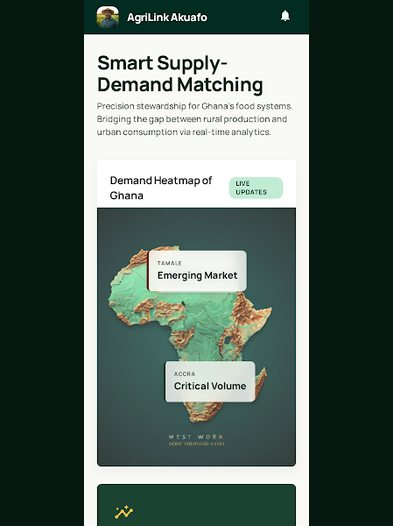 AgriLink Akuafo
Smart Supply-
Demand Matching
Precision stewardship for Ghana's food systems.
Bridging the gap between rural production and
urban consumption via real-time analytics.
Demand Heatmap of
Ghana
LIVE
UPDATES
TAMALE
Emerging Market
ACCRA
Critical Volume
WEST WORN